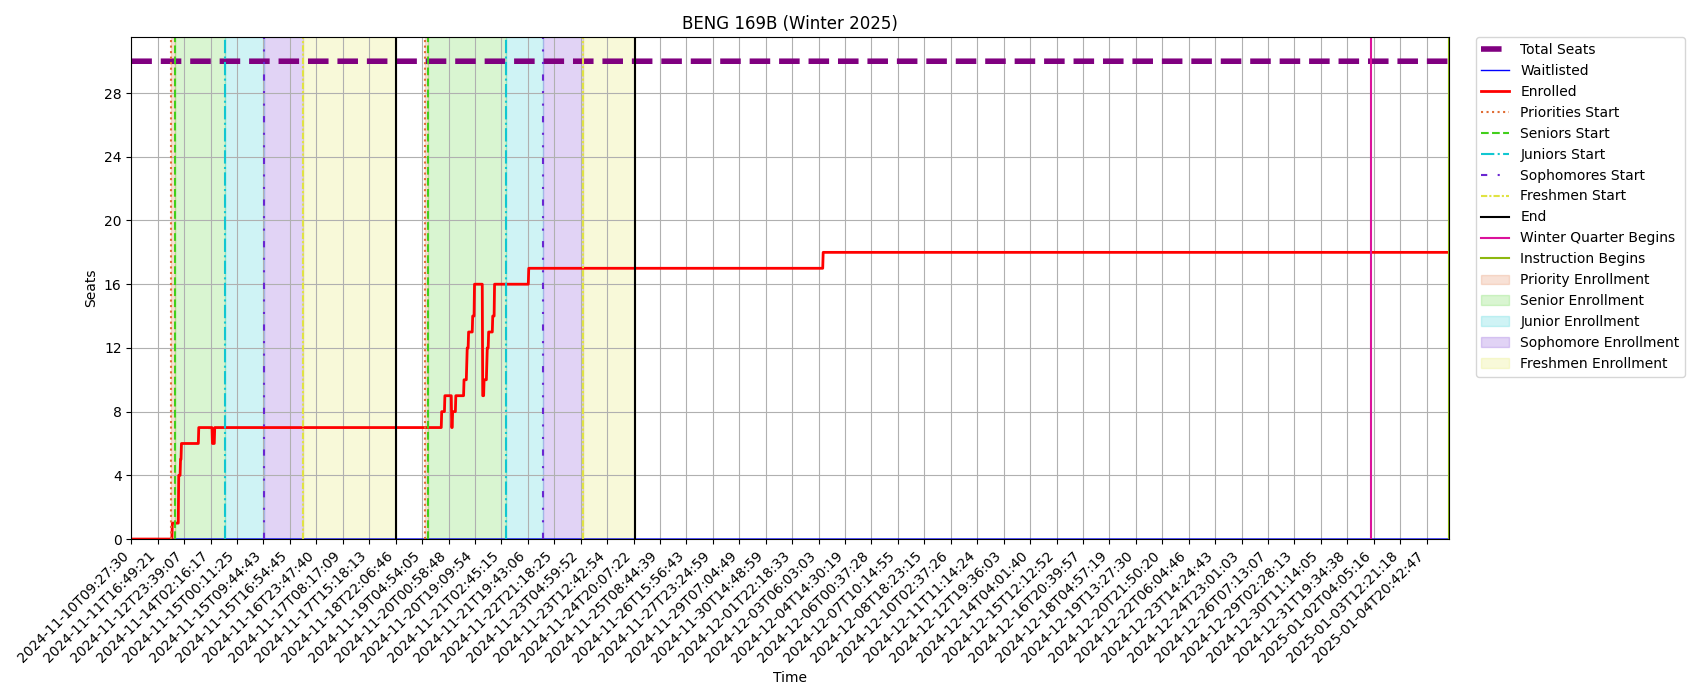 BENG 169B (Winter 2025)
Seats
28
24
20
16
12
8
4
0
2024-11-10T09:27:30
2024-11-11T16:49:21
2024-11-12T23:39:07
2024-11-14T02:16:17
2024-11-15T00:11:25
2024-11-15T09:44:43
2024-11-15T16:54:45
2024-11-16T23:47:40
2024-11-17T08:17:09
2024-11-17T15:18:13
2024-11-18T22:06:46
2024-11-19T04:54:05
2024-11-20T00:58:48
2024-11-20T19:09:54
2024-11-21T02:45:15
2024-11-21T19:43:06
2024-11-22T21:18:25
2024-11-23T04:59:52
2024-11-23T12:42:54
2024-11-24T20:07:22
2024-11-25T08:44:39
2024-11-26T15:56:43
2024-11-27T23:24:59
2024-11-29T07:04:49
2024-11-30T14:48:59
2024-12-01T22:18:33
2024-12-03T06:03:03
2024-12-04T14:30:19
2024-12-06T00:37:28
2024-12-07T10:14:55
2024-12-08T18:23:15
2024-12-10T02:37:26
2024-12-11T11:14:24
2024-12-12T19:36:03
2024-12-14T04:01:40
2024-12-15T12:12:52
2024-12-16T20:39:57
2024-12-18T04:57:19
2024-12-19T13:27:30
2024-12-20T21:50:20
2024-12-22T06:04:46
2024-12-23T14:24:43
2024-12-24T23:01:03
2024-12-26T07:13:07
2024-12-29T02:28:13
2024-12-30T11:14:05
2024-12-31T19:34:38
2025-01-02T04:05:16
2025-01-03T12:21:18
2025-01-04T20:42:47
Time
Total Seats
Waitlisted
Enrolled
Priorities Start
Seniors Start
Juniors Start
Sophomores Start
Freshmen Start
End
Winter Quarter Begins
Instruction Begins
Priority Enrollment
Senior Enrollment
Junior Enrollment
Sophomore Enrollment
Freshmen Enrollment